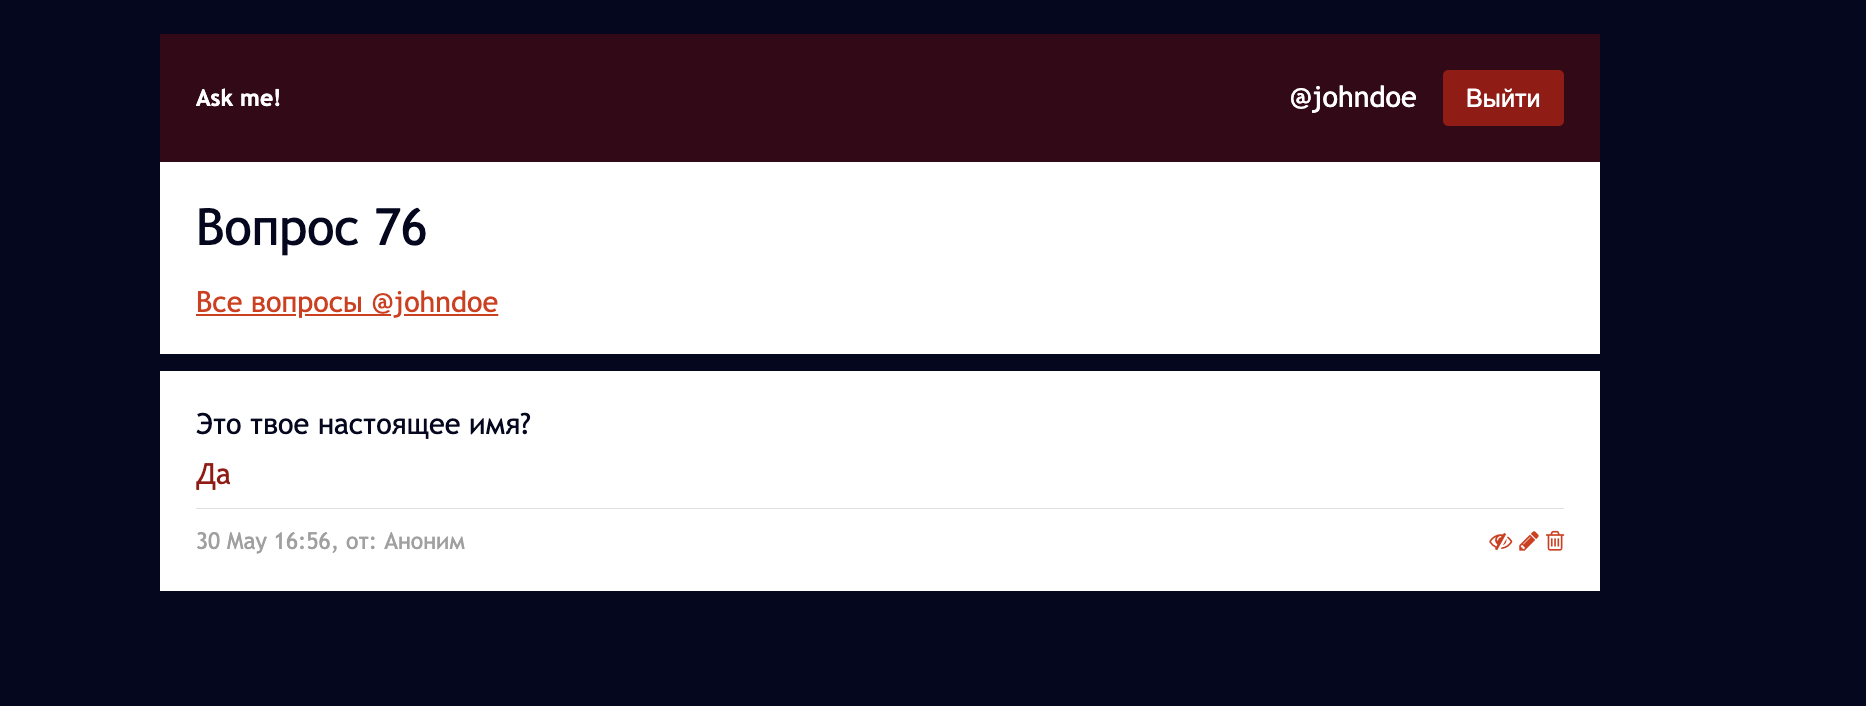 Ask me!
@johndoe
Выйти
Вопрос 76
Все вопросы @johndoe
Это твое настоящее имя?
Да
30 May 16:56, от: Аноним